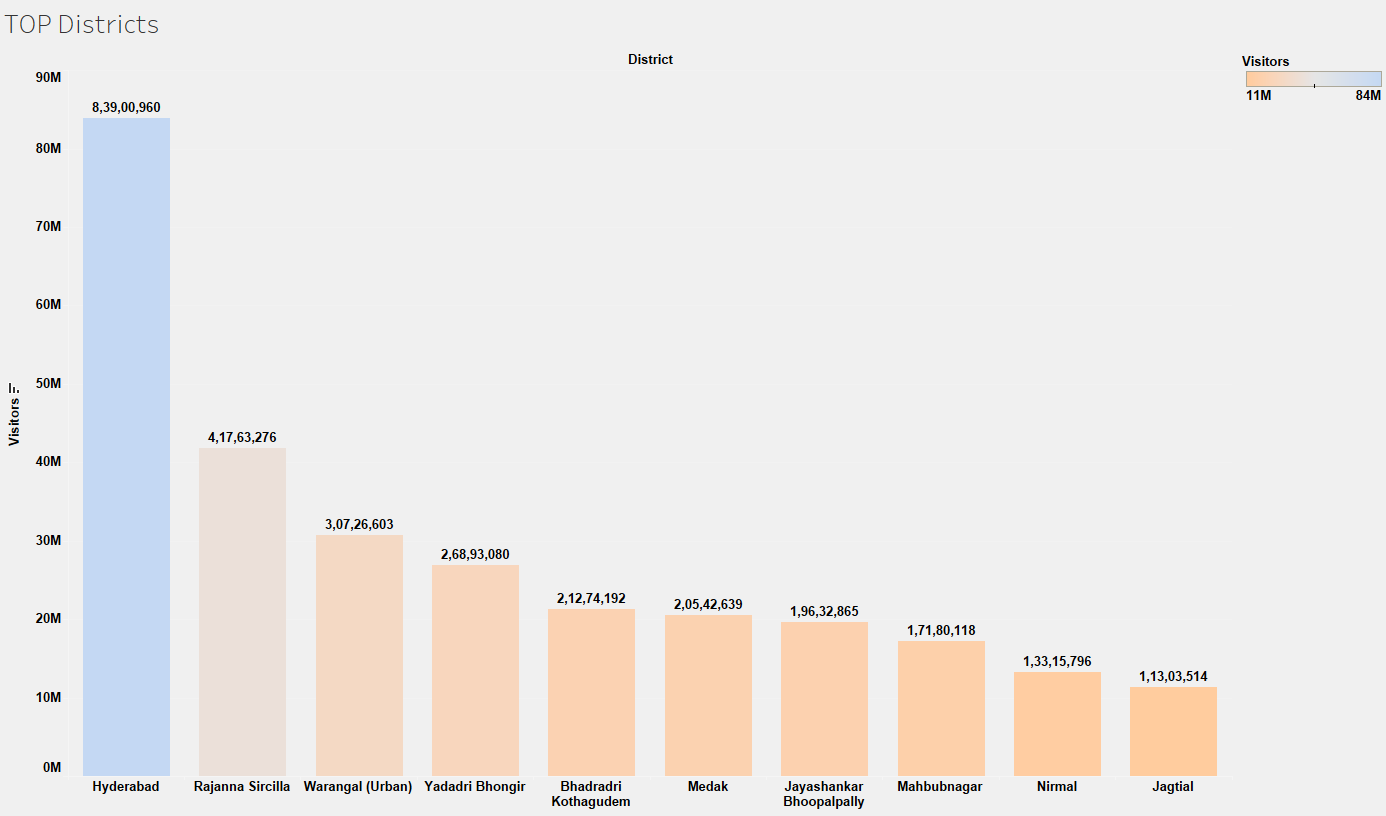 TOP Districts
District
Visitors
11M 84M
90M
80M
70M
60M
50M
40M
30M
20M
10M
0M
Visitors
8,39,00,960
4,17,63,276
3,07,26,603
2,68,93,080
2,12,74,192
2,05,42,639
1,96,32,865
1,71,80,118
1,33,15,796
1,13,03,514
Hyderabad
Rajanna Sircilla
Warangal (Urban)
Yadadri Bhongir
Bhadradri
Kothagudem
Medak
Jayashankar
Bhoopalpally
Mahbubnagar
Nirmal
Jagtial